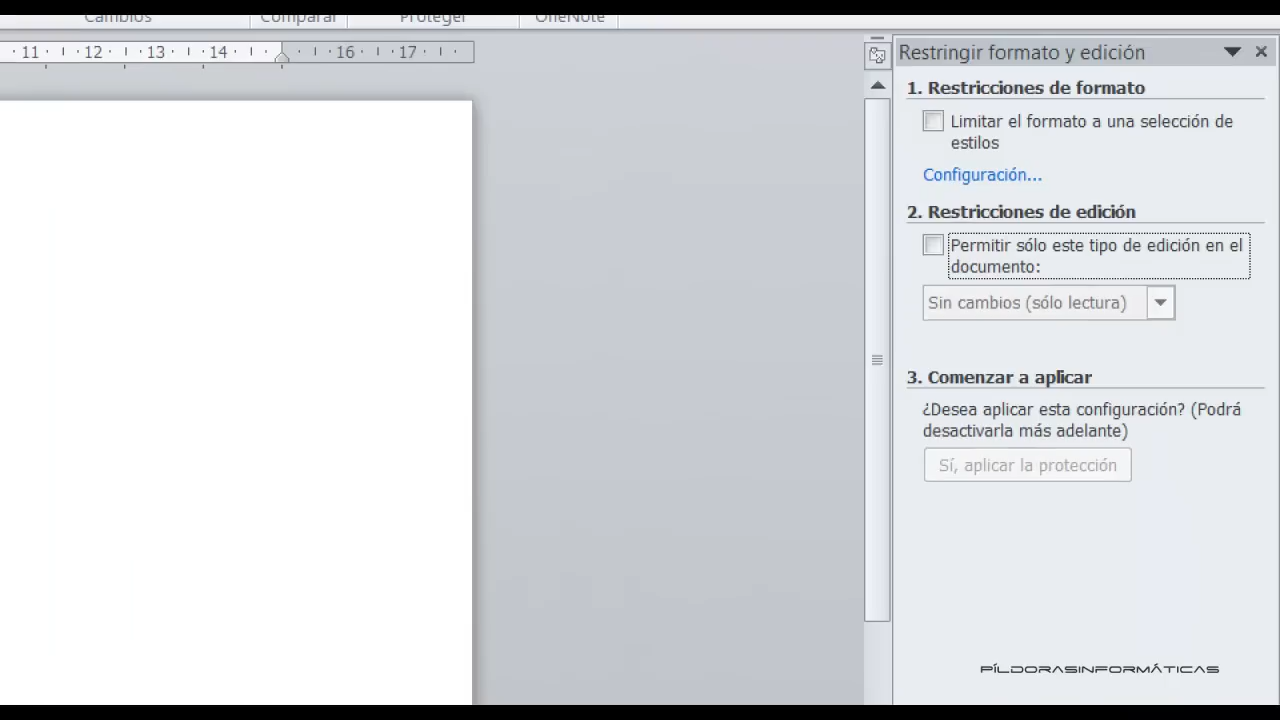 Cambios Comparar Proteger OneNote
11 12 13 14 16 17
Restringir formato y edición
1. Restricciones de formato
Limitar el formato a una selección de
estilos
Configuración...
2. Restricciones de edición
Permitir sólo este tipo de edición en el
documento:
Sin cambios (sólo lectura)
3. Comenzar a aplicar
¿Desea aplicar esta configuración? (Podrá
desactivarla más adelante)
Sí, aplicar la protección
PÍLDORASINFORMÁTICAS